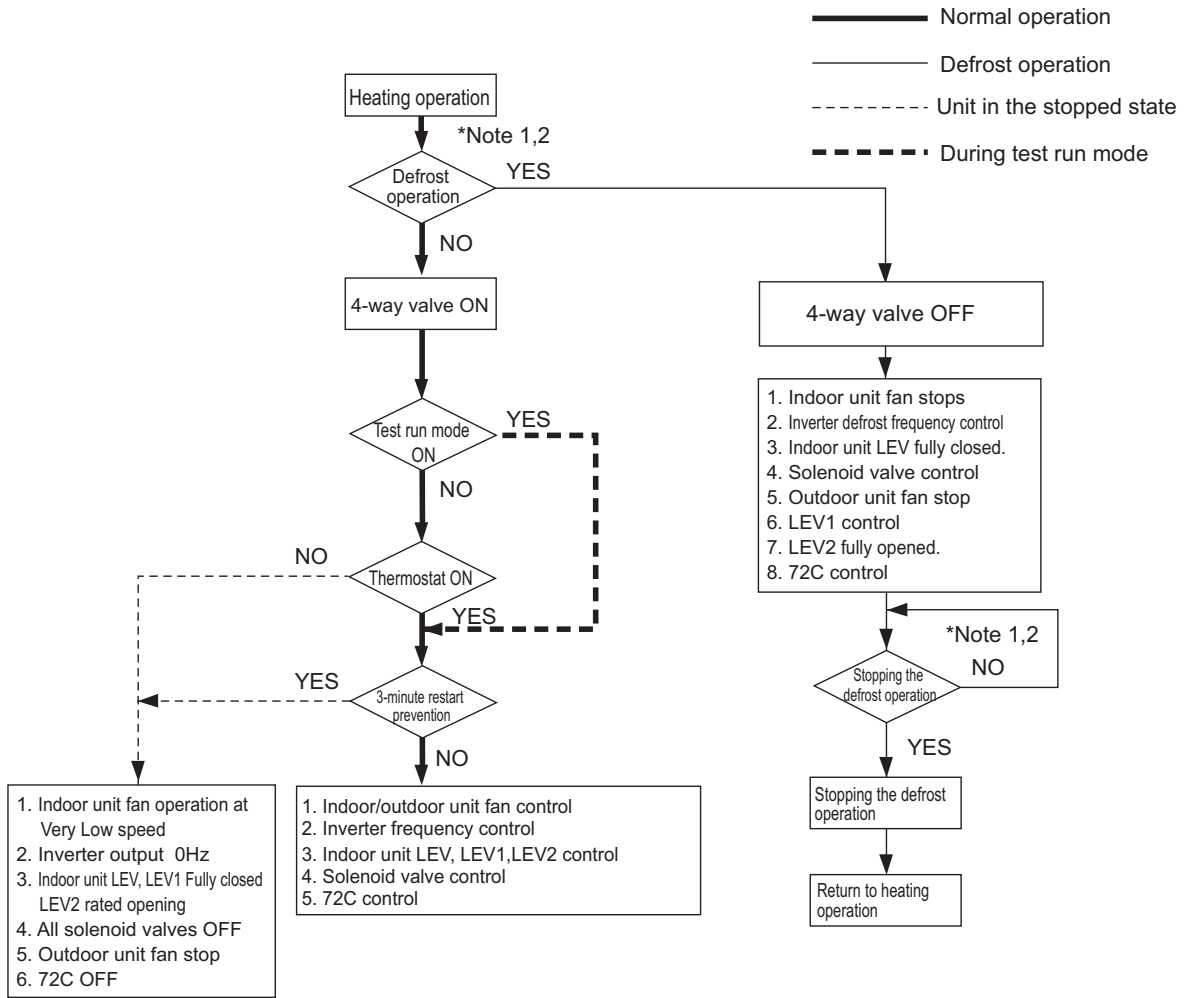 Normal operation
Defrost operation
Unit in the stopped state
During test run mode
Heating operation
*Note 1,2
Defrost
operation
YES
NO
4-way valve ON
4-way valve OFF
Test run mode
ON
YES
NO
1. Indoor unit fan stops
2. Inverter defrost frequency control
3. Indoor unit LEV fully closed.
4. Solenoid valve control
5. Outdoor unit fan stop
6. LEV1 control
7. LEV2 fully opened.
8. 72C control
NO
Thermostat ON
YES
*Note 1,2
NO
Stopping the
defrost operation
YES
YES
3-minute restart
prevention
NO
1. Indoor unit fan operation at
Very Low speed
2. Inverter output 0Hz
3. Indoor unit LEV, LEV1 Fully closed
LEV2 rated opening
4. All solenoid valves OFF
5. Outdoor unit fan stop
6. 72C OFF
1. Indoor/outdoor unit fan control
2. Inverter frequency control
3. Indoor unit LEV, LEV1,LEV2 control
4. Solenoid valve control
5. 72C control
Stopping the defrost
operation
Return to heating
operation